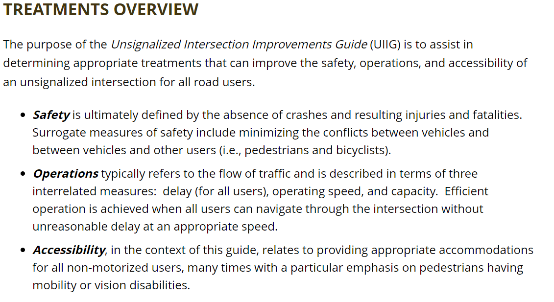 TREATMENTS OVERVIEW
The purpose of the Unsignalized Intersection Improvements Guide (UIIG) is to assist in
determining appropriate treatments that can improve the safety, operations, and accessibility of
an unsignalized intersection for all road users.
• Safety is ultimately defined by the absence of crashes and resulting injuries and fatalities.
Surrogate measures of safety include minimizing the conflicts between vehicles and
between vehicles and other users (i.e., pedestrians and bicyclists).
• Operations typically refers to the flow of traffic and is described in terms of three
interrelated measures:  delay (for all users), operating speed, and capacity.  Efficient
operation is achieved when all users can navigate through the intersection without
unreasonable delay at an appropriate speed.
• Accessibility, in the context of this guide, relates to providing appropriate accommodations
for all non-motorized users, many times with a particular emphasis on pedestrians having
mobility or vision disabilities.